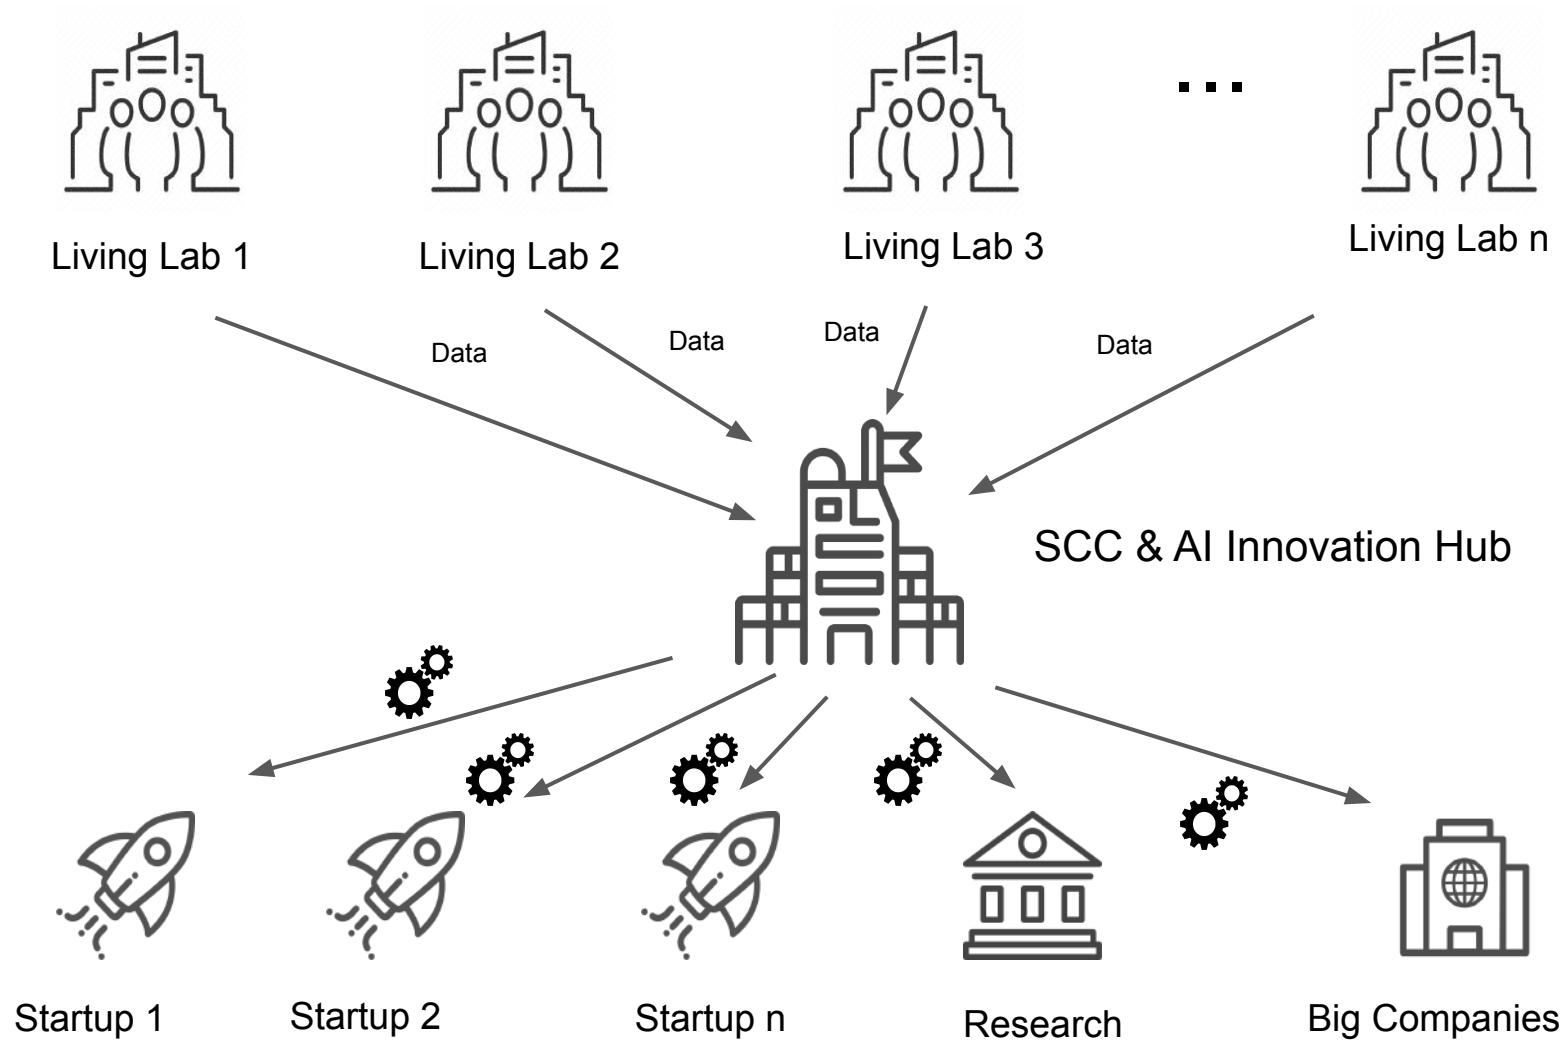 Living Lab 1
Living Lab 2
Living Lab 3
...
Living Lab n
Data
Data
Data
Data
SCC & AI Innovation Hub
Startup 1
Startup 2
Startup n
Research
Big Companies